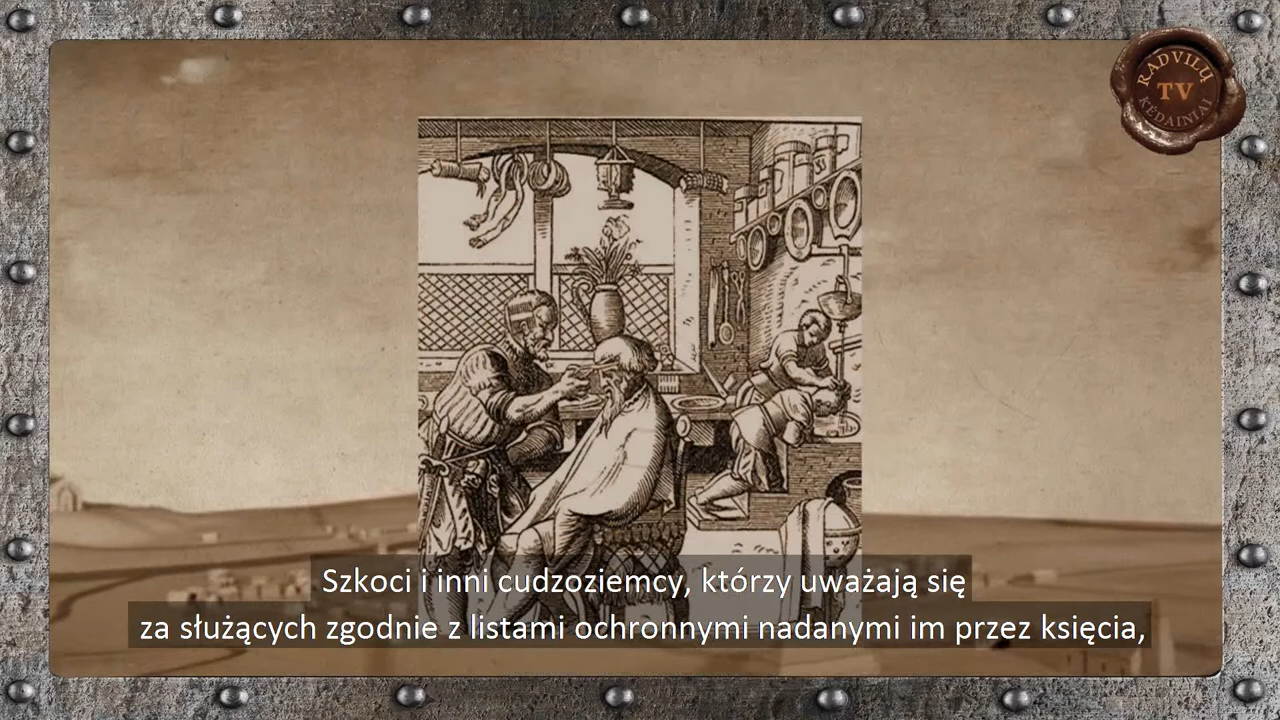 RADVILŲ
TV
KĖDAINIAI
Szkoci i inni cudzoziemcy, którzy uważają się
za służących zgodnie z listami ochronnymi nadanymi im przez księcia,